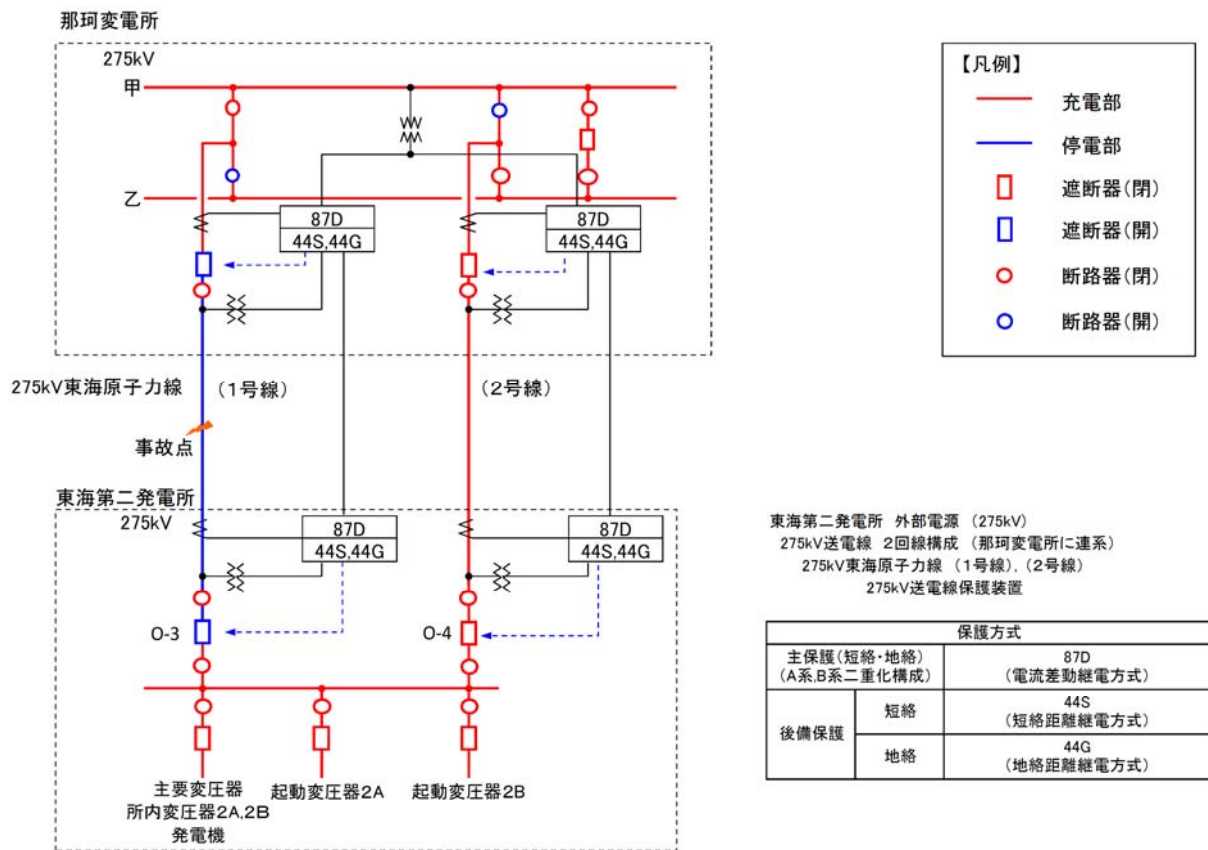 那珂変電所
275kV
甲
乙
87D
44S,44G
87D
44S,44G
275kV東海原子力線
(1号線)
(2号線)
事故点
東海第二発電所
275kV
87D
44S,44G
87D
44S,44G
O-3
O-4
主要変圧器
所内変圧器2A,2B
発電機
起動変圧器2A
起動変圧器2B
【凡例】
充電部
停電部
遮断器(閉)
遮断器(開)
断路器(閉)
断路器(開)
東海第二発電所 外部電源 (275kV)
275kV送電線 2回線構成 (那珂変電所に連系)
275kV東海原子力線 (1号線),(2号線)
275kV送電線保護装置
保護方式
主保護(短絡・地絡)
(A系,B系二重化構成)
87D
(電流差動継電方式)
後備保護
短絡
44S
(短絡距離継電方式)
地絡
44G
(地絡距離継電方式)